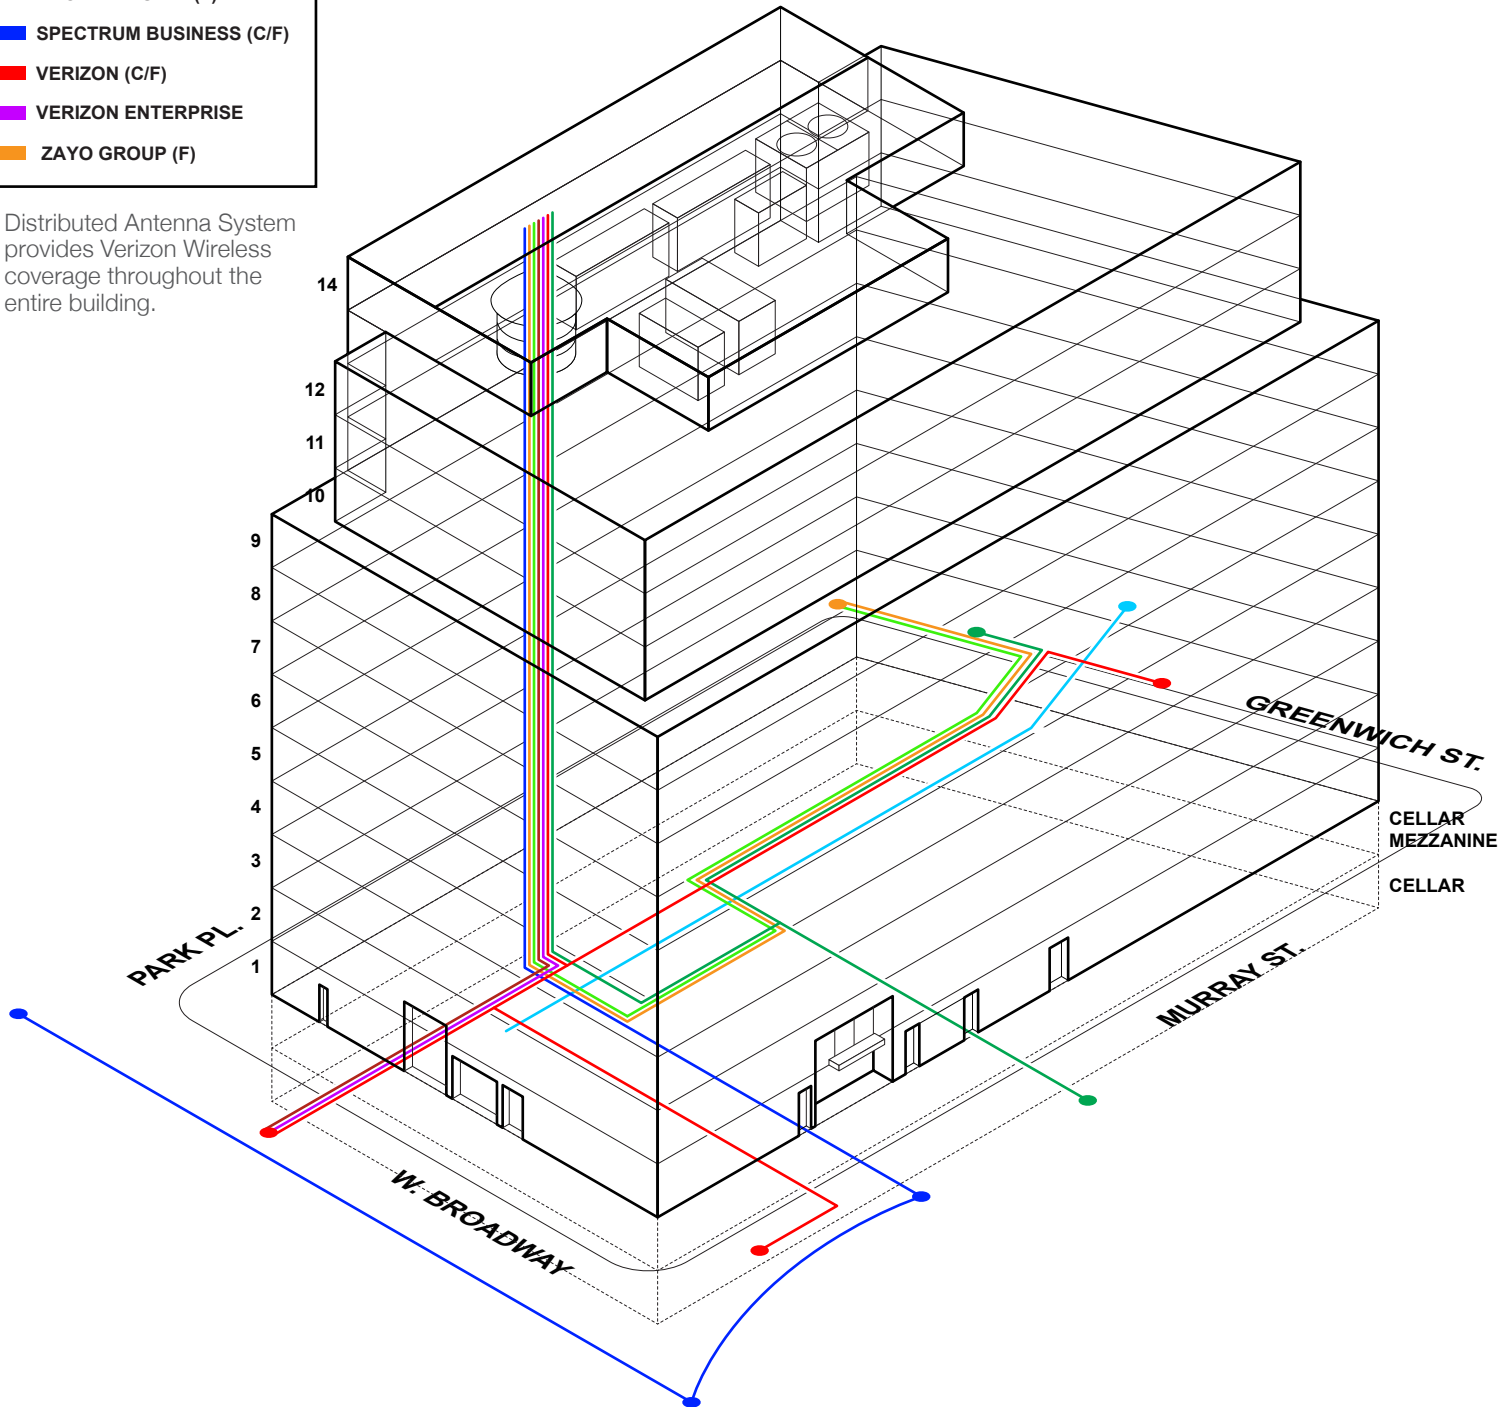 SPECTRUM BUSINESS (C/F)
VERIZON (C/F)
VERIZON ENTERPRISE
ZAYO GROUP (F)
Distributed Antenna System
provides Verizon Wireless
coverage throughout the
entire building.
14
12
11
10
9
8
7
6
5
4
3
2
1
GREENWICH ST.
CELLAR
MEZZANINE
CELLAR
PARK PL.
MURRAY ST.
W. BROADWAY